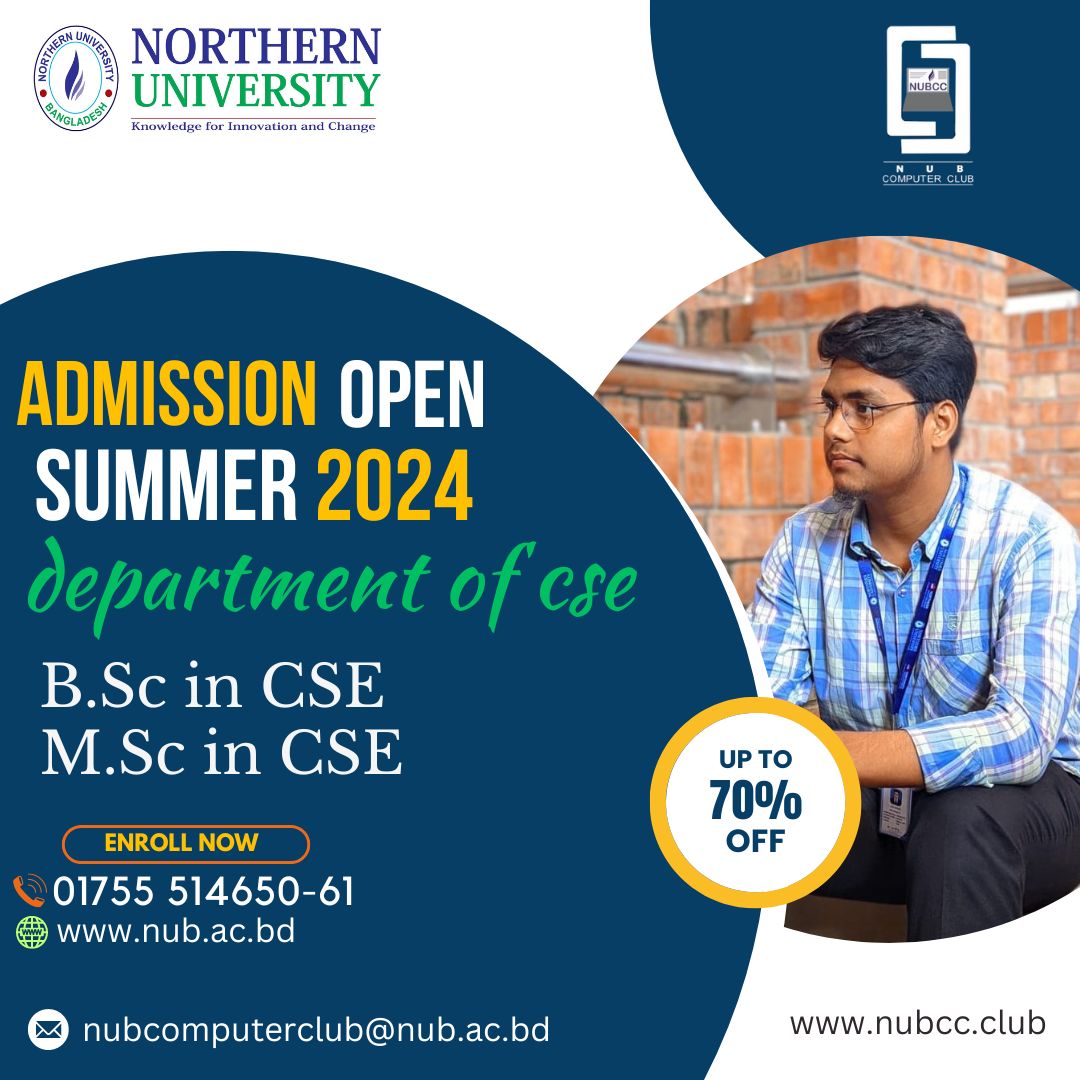 NORTHERN UNIVERSITY
BANGLADESH
NORTHERN
UNIVERSITY
Knowledge for Innovation and Change
NUBCC
NUB
COMPUTER CLUB
ADMISSION OPEN
SUMMER 2024
department of cse
B.Sc in CSE
M.Sc in CSE
UP TO
70%
OFF
ENROLL NOW
01755 514650-61
www.nub.ac.bd
nubcomputerclub@nub.ac.bd
www.nubcc.club